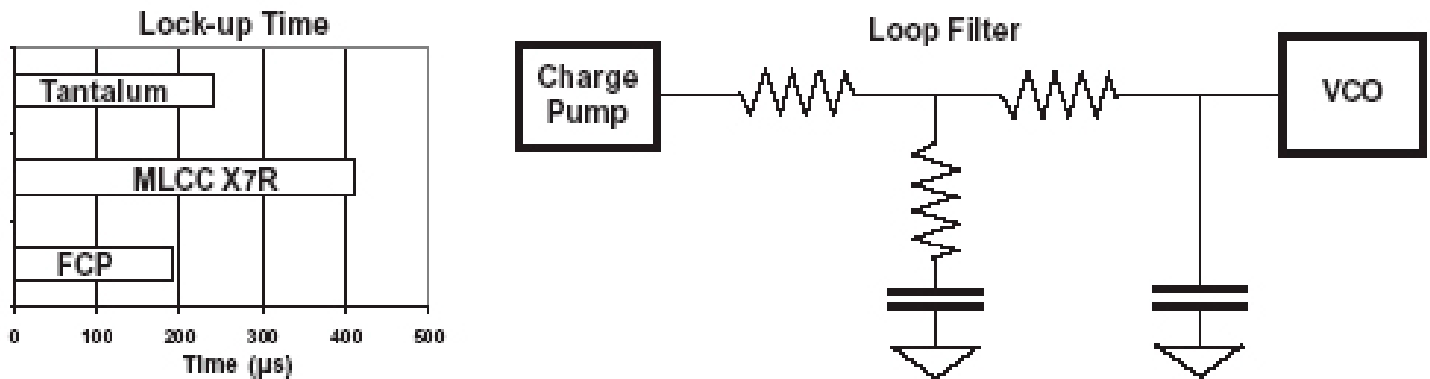 Lock-up Time
Tantalum
MLCC X7R
FCP
0 100 200 300 400 500
Time (μs)
Loop Filter
Charge
Pump
VCO